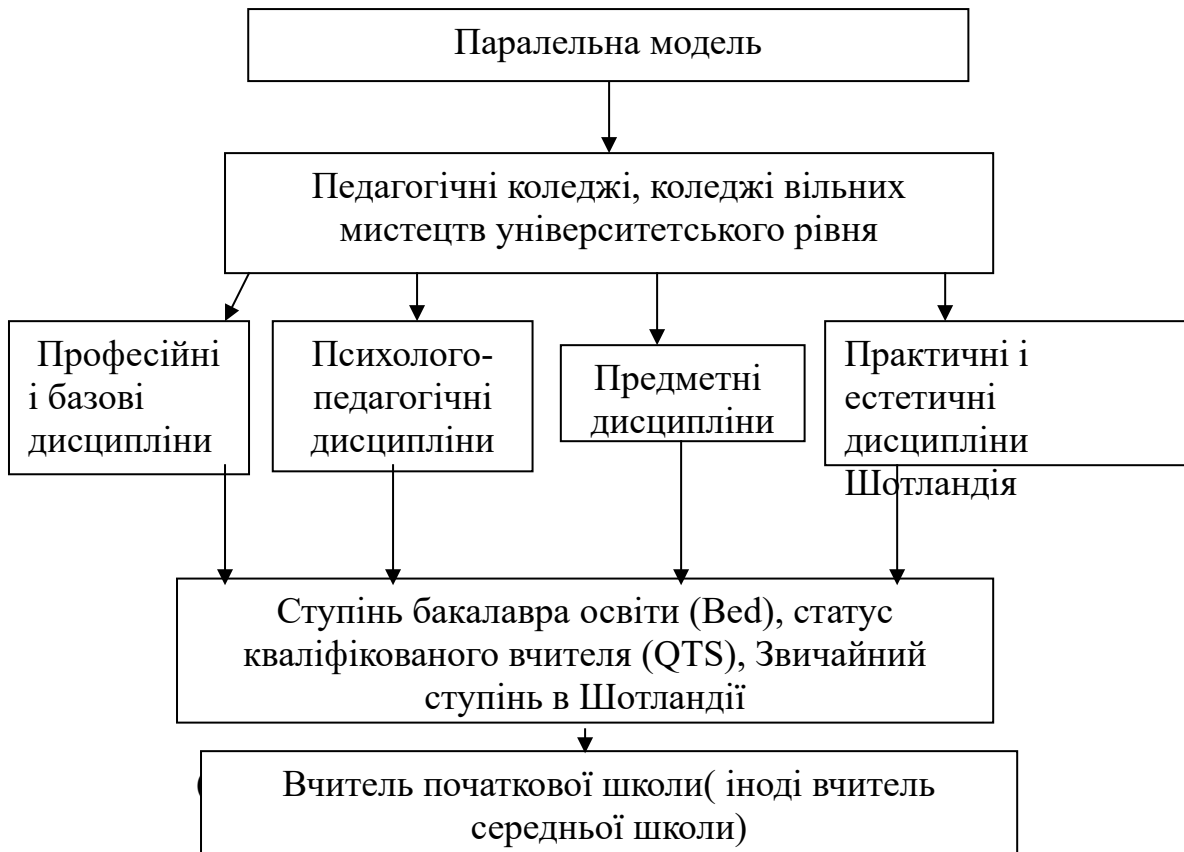 Паралельна модель
Педагогічні коледжі, коледжі вільних
мистецтв університетського рівня
Професійні
і базові
дисципліни
Психолого-
педагогічні
дисципліни
Предметні
дисципліни
Практичні і
естетичні
дисципліни
Шотландія
Ступінь бакалавра освіти (Bed), статус
кваліфікованого вчителя (QTS), Звичайний
ступінь в Шотландії
Вчитель початкової школи( іноді вчитель
середньої школи)